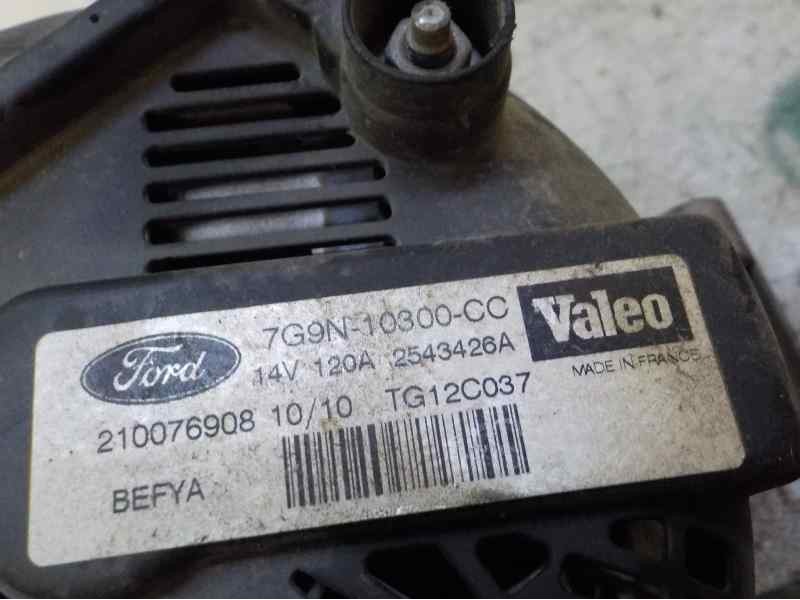 Ford
7G9N-10300-CC
Valeo
14V 120A 2543426A
MADE IN FRANCE
210076908 10/10 TG12C037
BEFYA